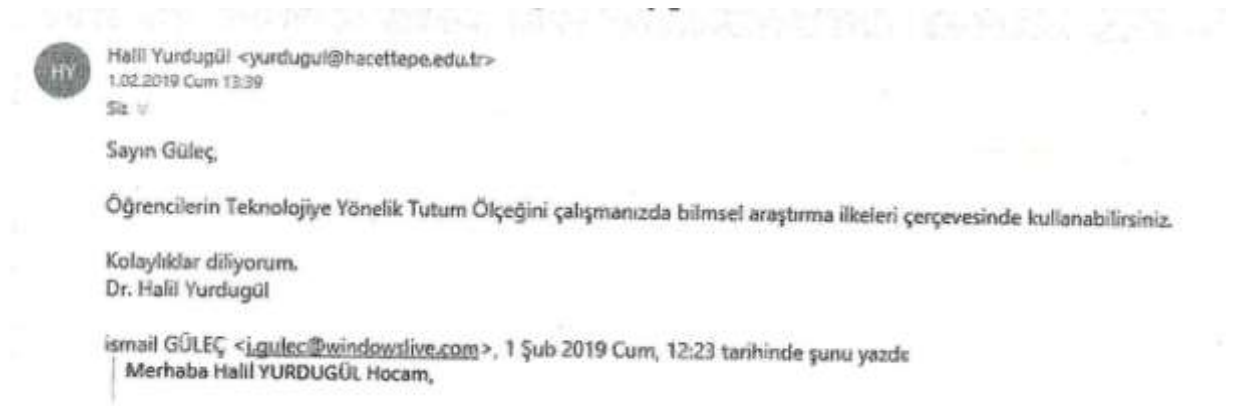 HY
Halil Yurdugül <yurdugul@hacettepe.edu.tr>
1.02.2019 Cum 13:39
Siz
Sayın Güleç,
Öğrencilerin Teknolojiye Yönelik Tutum Ölçeğini çalışmanızda bilmsel araştırma ilkeleri çerçevesinde kullanabilirsiniz.
Kolaylıklar diliyorum.
Dr. Halil Yurdugül
ismail GÜLEÇ <i.gulec@windowslive.com>, 1 Şub 2019 Cum, 12:23 tarihinde şunu yazdı
Merhaba Halil YURDUGÜL Hocam,